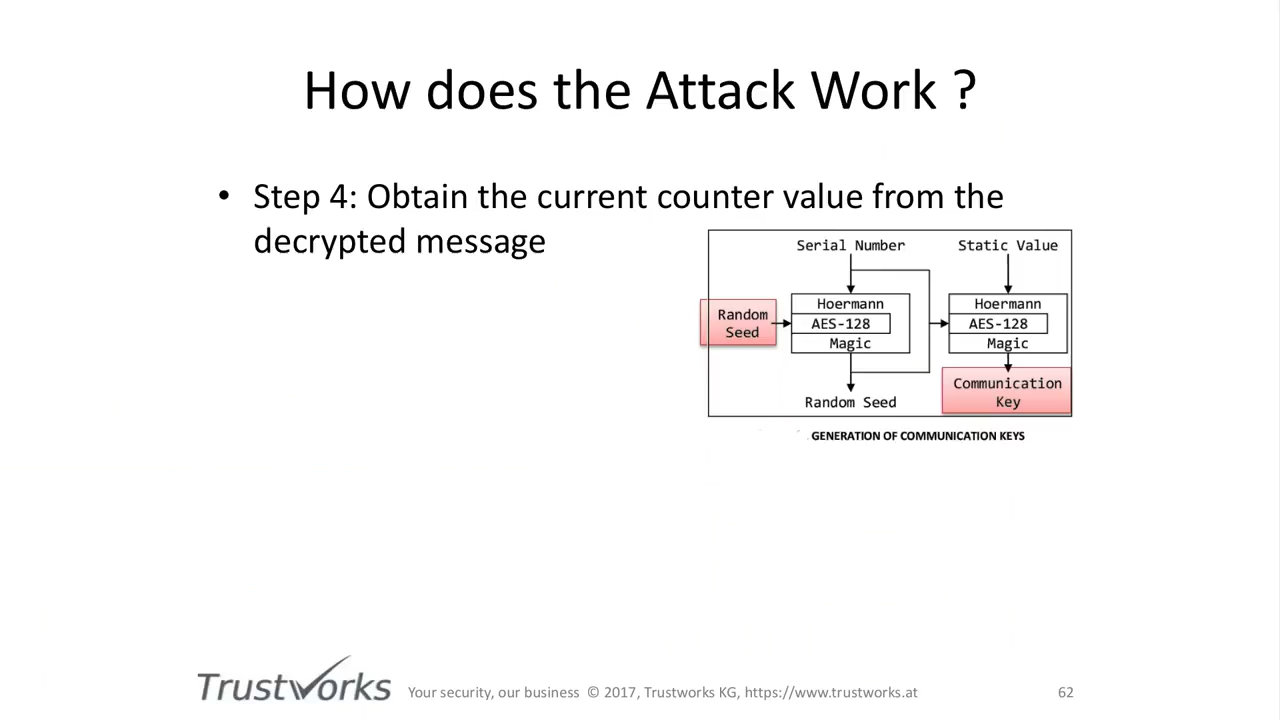 How does the Attack Work ?
• Step 4: Obtain the current counter value from the
decrypted message
Serial Number
Static Value
Random
Seed
Hoermann
AES-128
Magic
Hoermann
AES-128
Magic
Random Seed
Communication
Key
GENERATION OF COMMUNICATION KEYS
Trustworks
Your security, our business © 2017, Trustworks KG, https://www.trustworks.at
62